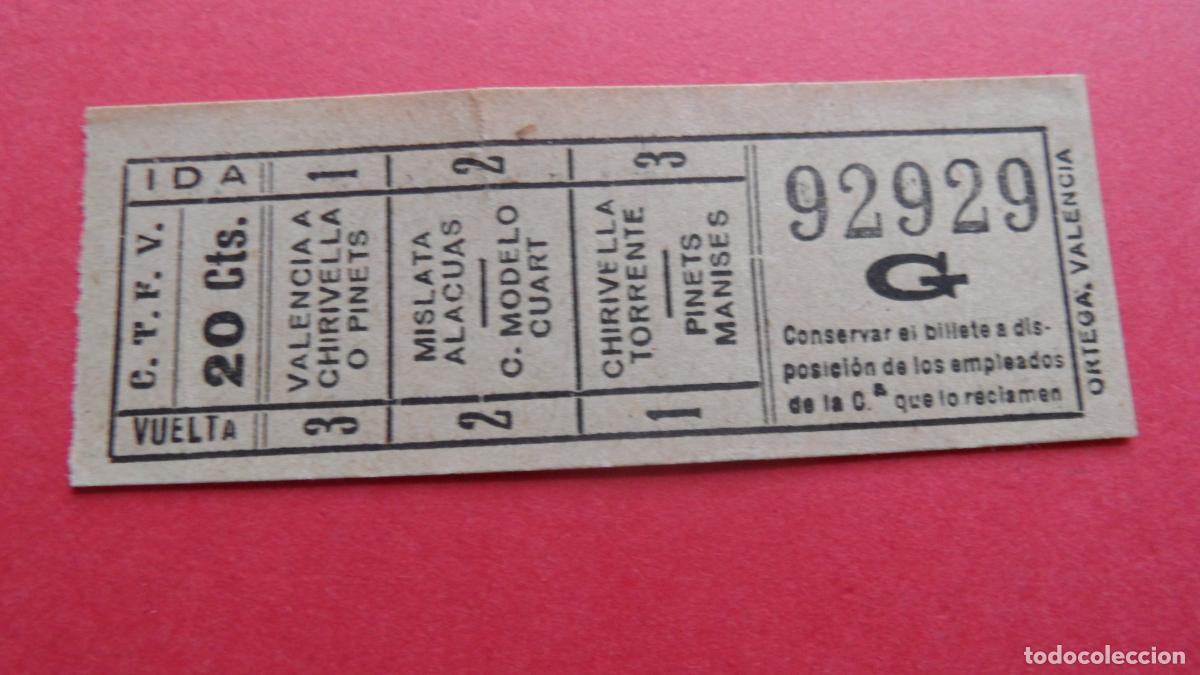 IDA
C. T. F. V.
20 Cts.
VUELTA
1
VALENCIA A
CHIRIVELLA
O PINETS
3
2
MISLATA
ALACUAS
—
C. MODELO
CUART
2
3
CHIRIVELLA
TORRENTE
—
PINETS
MANISES
1
92929
Q
Conservar el billete a dis-
posición de los empleados
de la C.ª que lo reclamen
ORTEGA. VALENCIA
todocoleccion